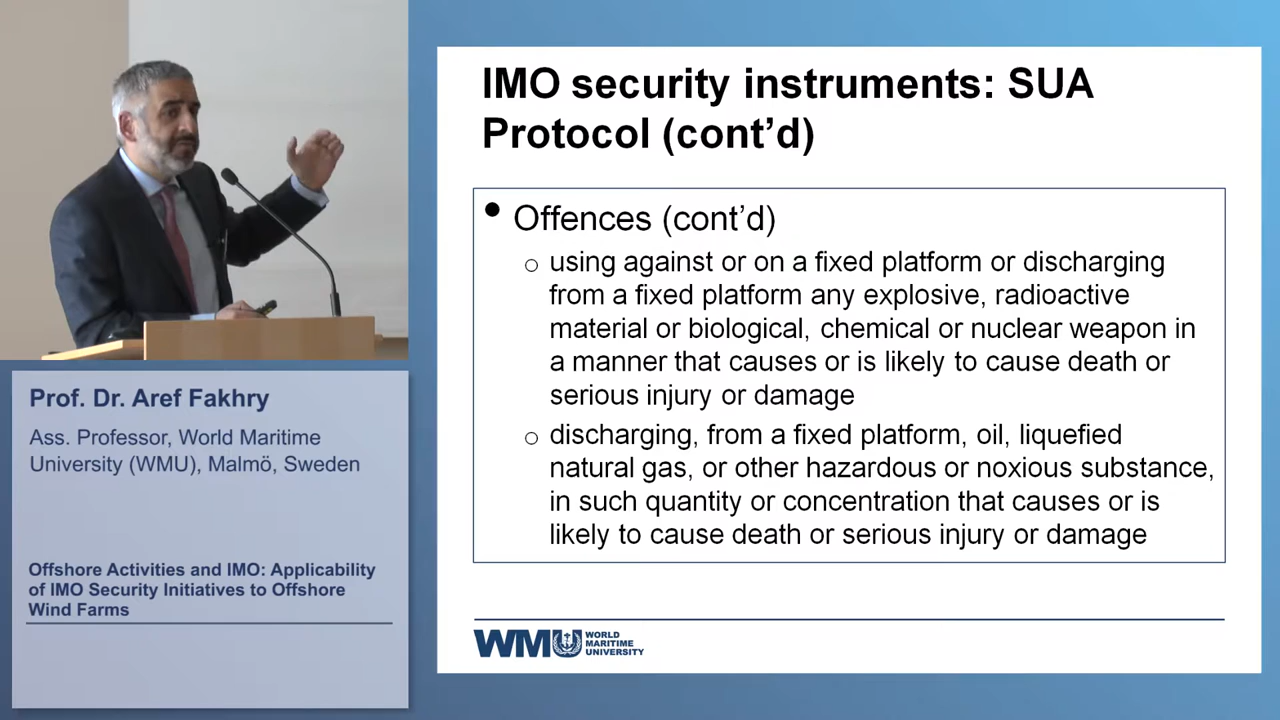 IMO security instruments: SUA
Protocol (cont’d)
• Offences (cont’d)
o using against or on a fixed platform or discharging
from a fixed platform any explosive, radioactive
material or biological, chemical or nuclear weapon in
a manner that causes or is likely to cause death or
serious injury or damage
o discharging, from a fixed platform, oil, liquefied
natural gas, or other hazardous or noxious substance,
in such quantity or concentration that causes or is
likely to cause death or serious injury or damage
WMU WORLD
MARITIME
UNIVERSITY
Prof. Dr. Aref Fakhry
Ass. Professor, World Maritime
University (WMU), Malmö, Sweden
Offshore Activities and IMO: Applicability
of IMO Security Initiatives to Offshore
Wind Farms